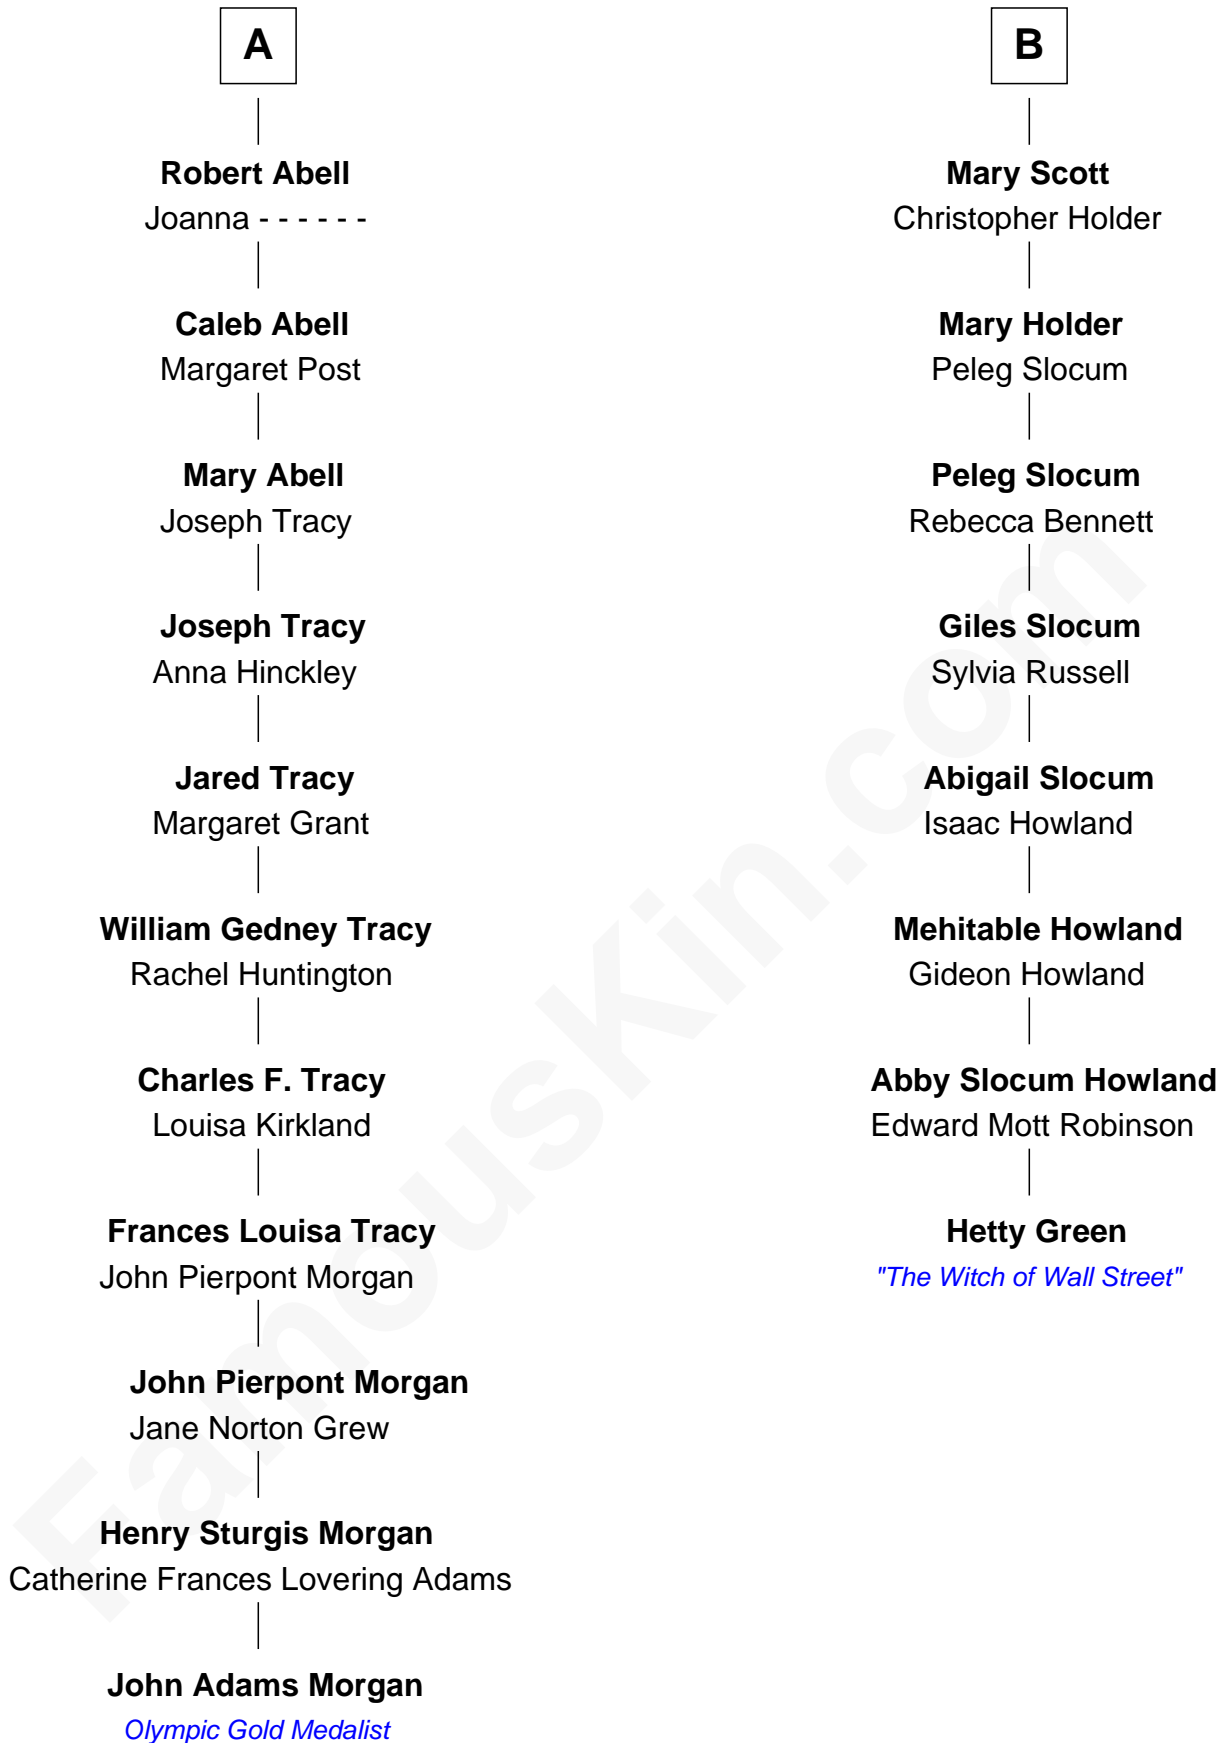 A
Robert Abell
Joanna - - - - - -
Caleb Abell
Margaret Post
Mary Abell
Joseph Tracy
Joseph Tracy
Anna Hinckley
Jared Tracy
Margaret Grant
William Gedney Tracy
Rachel Huntington
Charles F. Tracy
Louisa Kirkland
Frances Louisa Tracy
John Pierpont Morgan
John Pierpont Morgan
Jane Norton Grew
Henry Sturgis Morgan
Catherine Frances Lovering Adams
John Adams Morgan
Olympic Gold Medalist
B
Mary Scott
Christopher Holder
Mary Holder
Peleg Slocum
Peleg Slocum
Rebecca Bennett
Giles Slocum
Sylvia Russell
Abigail Slocum
Isaac Howland
Mehitable Howland
Gideon Howland
Abby Slocum Howland
Edward Mott Robinson
Hetty Green
"The Witch of Wall Street"
FamousKin.com